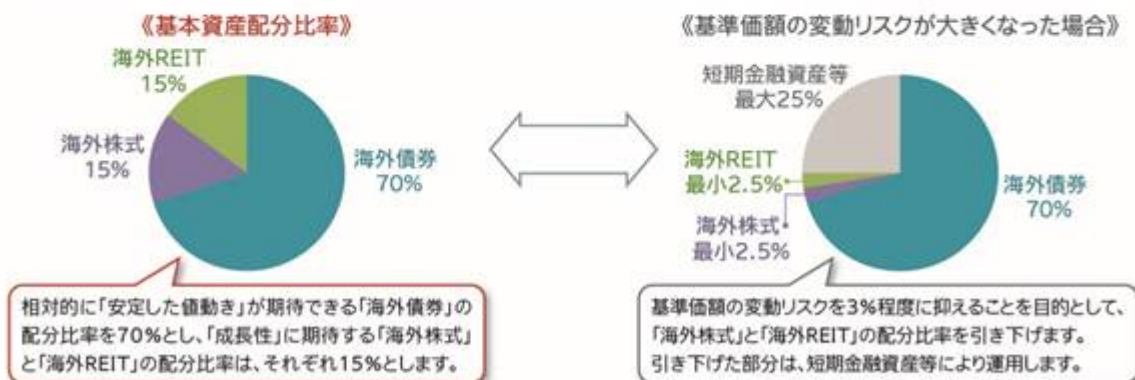 《基本資産配分比率》
海外REIT
15%
海外株式
15%
海外債券
70%
相対的に「安定した値動き」が期待できる「海外債券」の
配分比率を70%とし、「成長性」に期待する「海外株式」
と「海外REIT」の配分比率は、それぞれ15%とします。
《基準価額の変動リスクが大きくなった場合》
短期金融資産等
最大25%
海外REIT
最小2.5%
海外株式
最小2.5%
海外債券
70%
基準価額の変動リスクを3%程度に抑えることを目的として、
「海外株式」と「海外REIT」の配分比率を引き下げます。
引き下げた部分は、短期金融資産等により運用します。